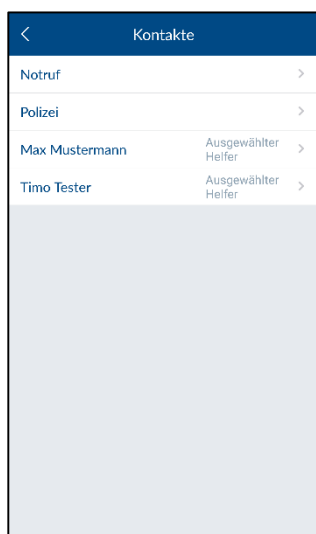 Kontakte
Notruf
Polizei
Max Mustermann
Ausgewählter
Helfer
Timo Tester
Ausgewählter
Helfer